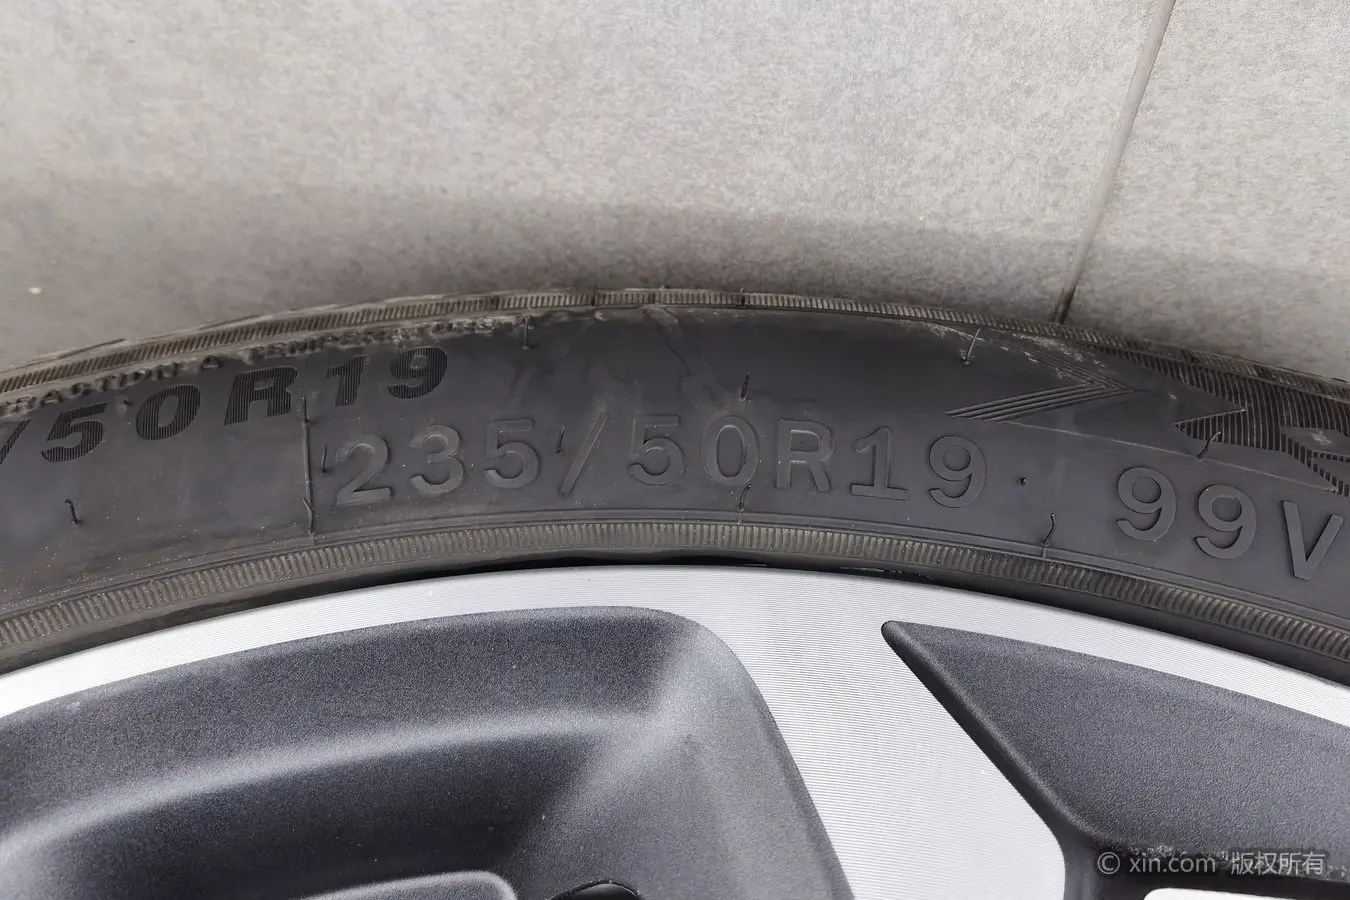 TRACTION A TEMPERATURE
/50R19
235/50R19 99V
© xin.com 版权所有